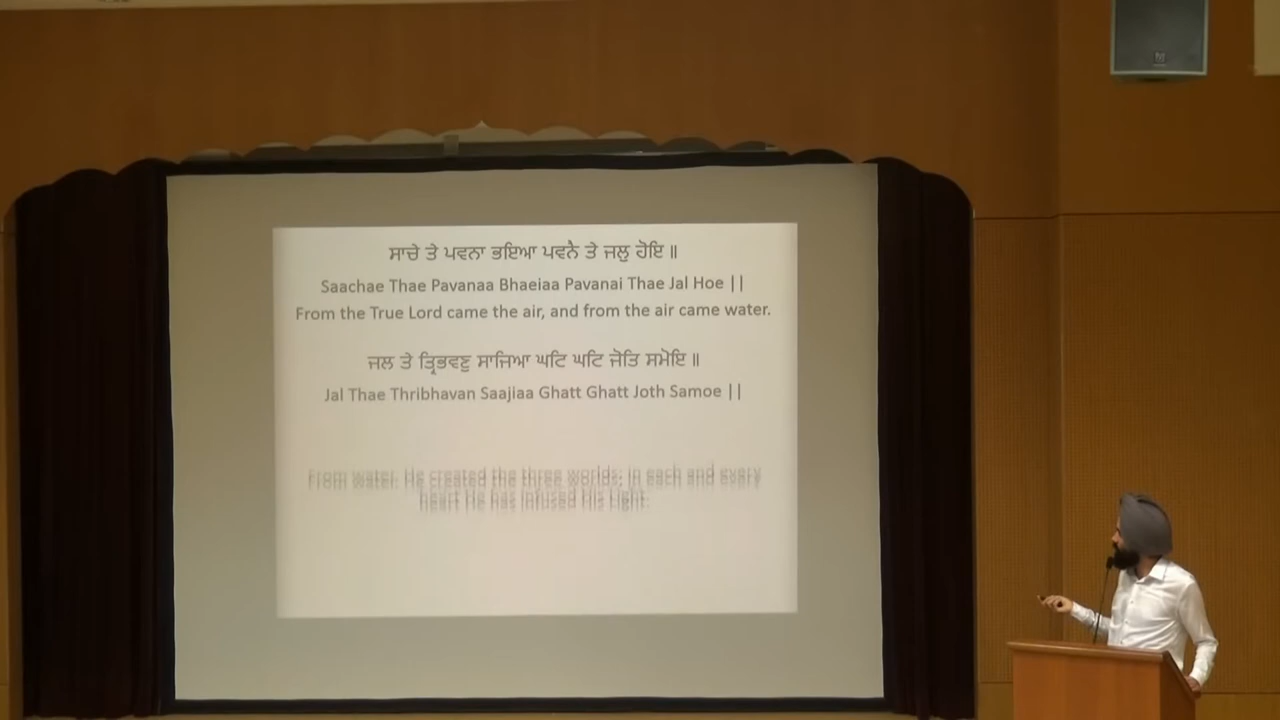 ਸਾਚੇ ਤੇ ਪਵਨਾ ਭਇਆ ਪਵਨੈ ਤੇ ਜਲੁ ਹੋਇ ॥
Saachae Thae Pavanaa Bhaeiaa Pavanai Thae Jal Hoe ||
From the True Lord came the air, and from the air came water.
ਜਲ ਤੇ ਤ੍ਰਿਭਵਣੁ ਸਾਜਿਆ ਘਟਿ ਘਟਿ ਜੋਤਿ ਸਮੋਇ ॥
Jal Thae Thribhavan Saajiaa Ghatt Ghatt Joth Samoe ||
From water, He created the three worlds; in each and every
heart He has infused His Light.